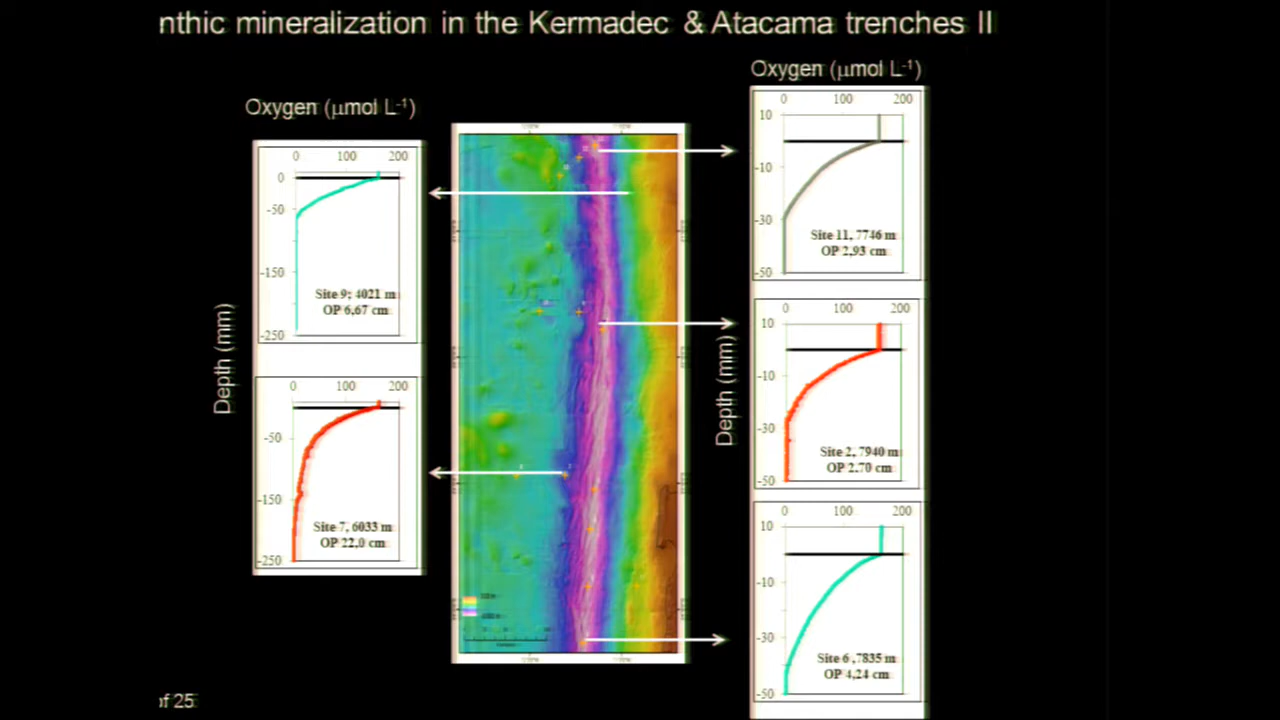 nthic mineralization in the Kermadec & Atacama trenches II
Oxygen (µmol L-1)
0 100 200
0
-50
-150
-250
Site 9; 4021 m
OP 6,67 cm
0 100 200
-50
-150
-250
Site 7, 6033 m
OP 22,0 cm
Depth (mm)
Oxygen (µmol L-1)
0 100 200
10
-10
-30
-50
Site 11, 7746 m
OP 2,93 cm
0 100 200
10
-10
-30
-50
Site 2, 7940 m
OP 2.70 cm
0 100 200
10
-10
-30
-50
Site 6 ,7835 m
OP 4,24 cm
Depth (mm)
of 25